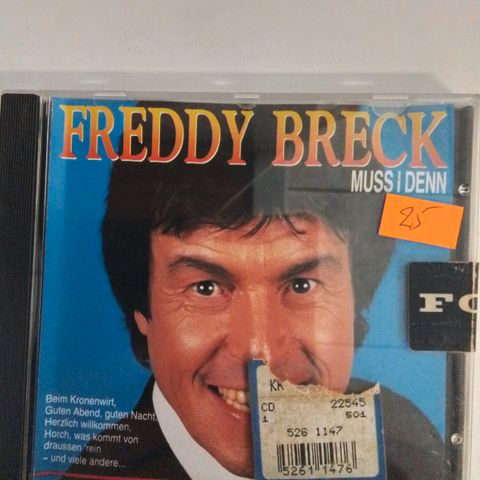 FREDDY BRECK
MUSS I DENN
25
FO
Beim Kronenwirt,
Guten Abend, guten Nacht,
Herzlich willkommen,
Horch, was kommt von
draussen 'rein
- und viele andere...
KK
CD 22545
1 501
526 1147
5261 1476